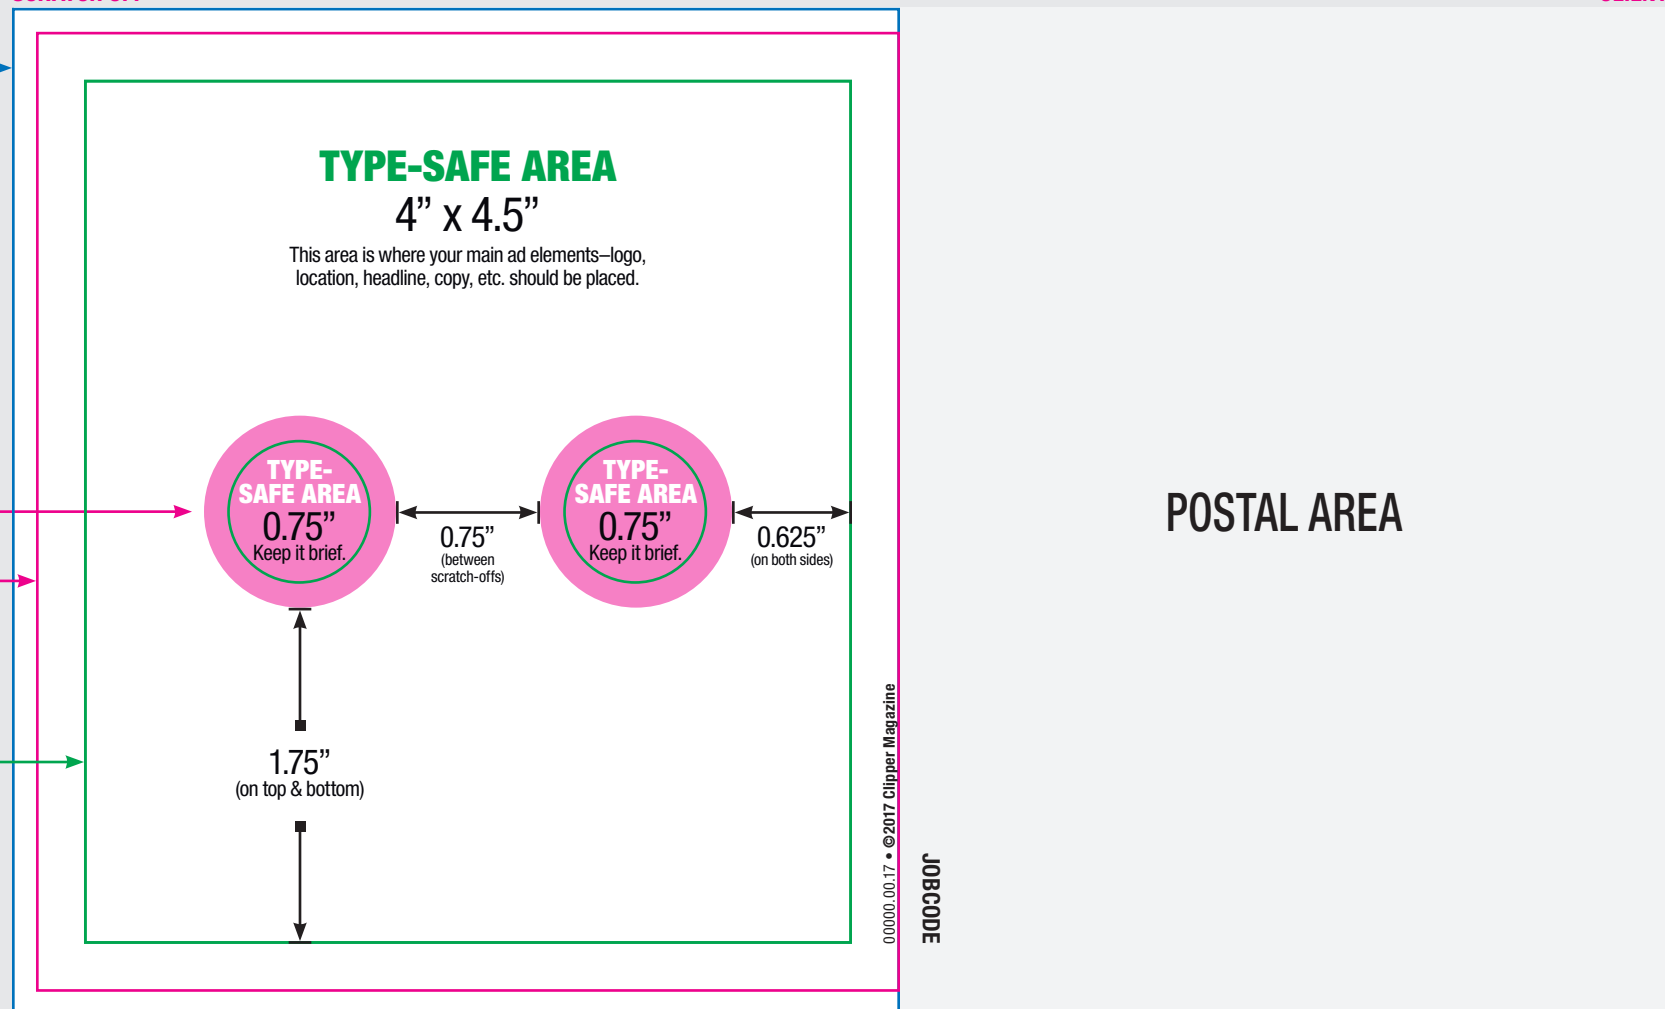 TYPE-SAFE AREA
4” x 4.5”
This area is where your main ad elements–logo,
location, headline, copy, etc. should be placed.
TYPE-
SAFE AREA
0.75”
Keep it brief.
0.75”
(between
scratch-offs)
TYPE-
SAFE AREA
0.75”
Keep it brief.
0.625”
(on both sides)
1.75”
(on top & bottom)
00000.00.17 • ©2017 Clipper Magazine
JOBCODE
POSTAL AREA